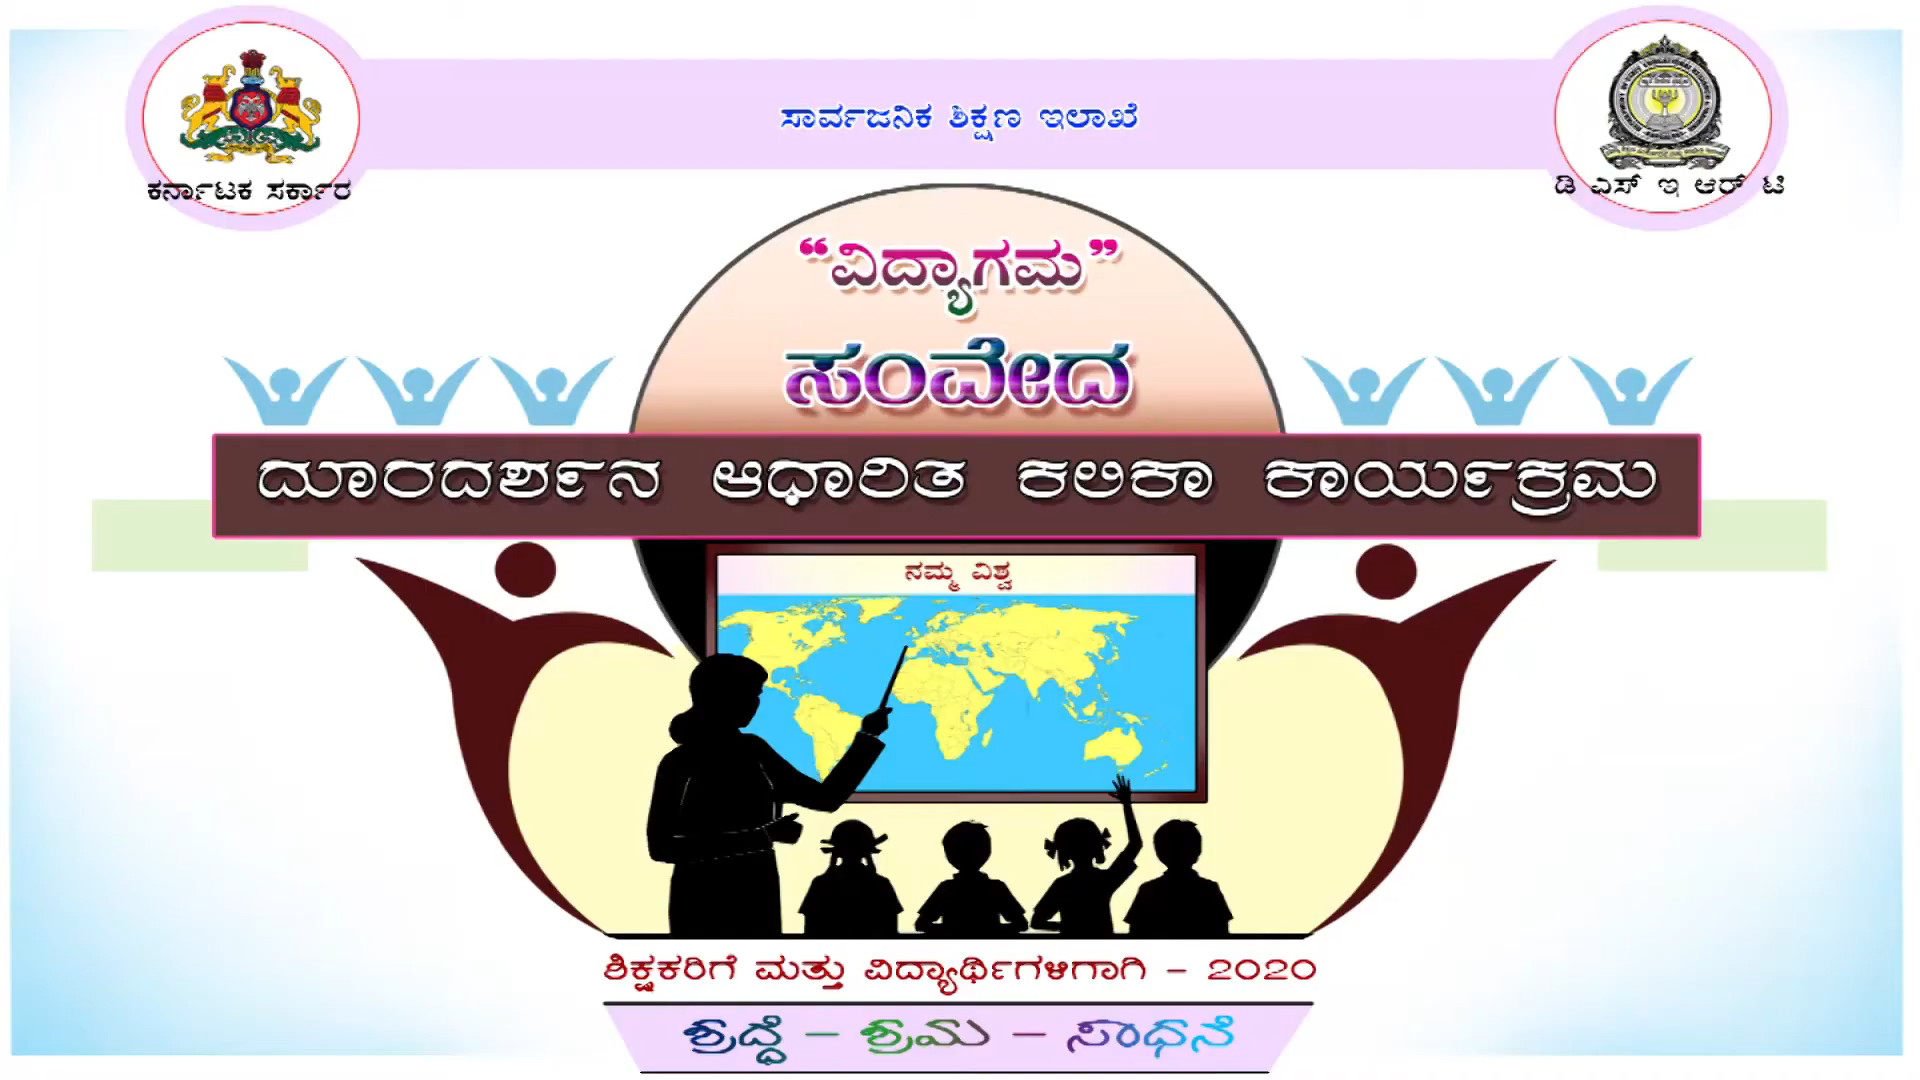 ಸಾರ್ವಜನಿಕ ಶಿಕ್ಷಣ ಇಲಾಖೆ
ಕರ್ನಾಟಕ ಸರ್ಕಾರ
ಡಿ ಎಸ್ ಇ ಆರ್ ಟಿ
“ವಿದ್ಯಾಗಮ”
ಸಂವೇದ
ದೂರದರ್ಶನ ಆಧಾರಿತ ಕಲಿಕಾ ಕಾರ್ಯಕ್ರಮ
ನಮ್ಮ ವಿಶ್ವ
ಶಿಕ್ಷಕರಿಗೆ ಮತ್ತು ವಿದ್ಯಾರ್ಥಿಗಳಿಗಾಗಿ - 2020
ಶ್ರದ್ಧೆ - ಶ್ರಮ - ಸಾಧನೆ